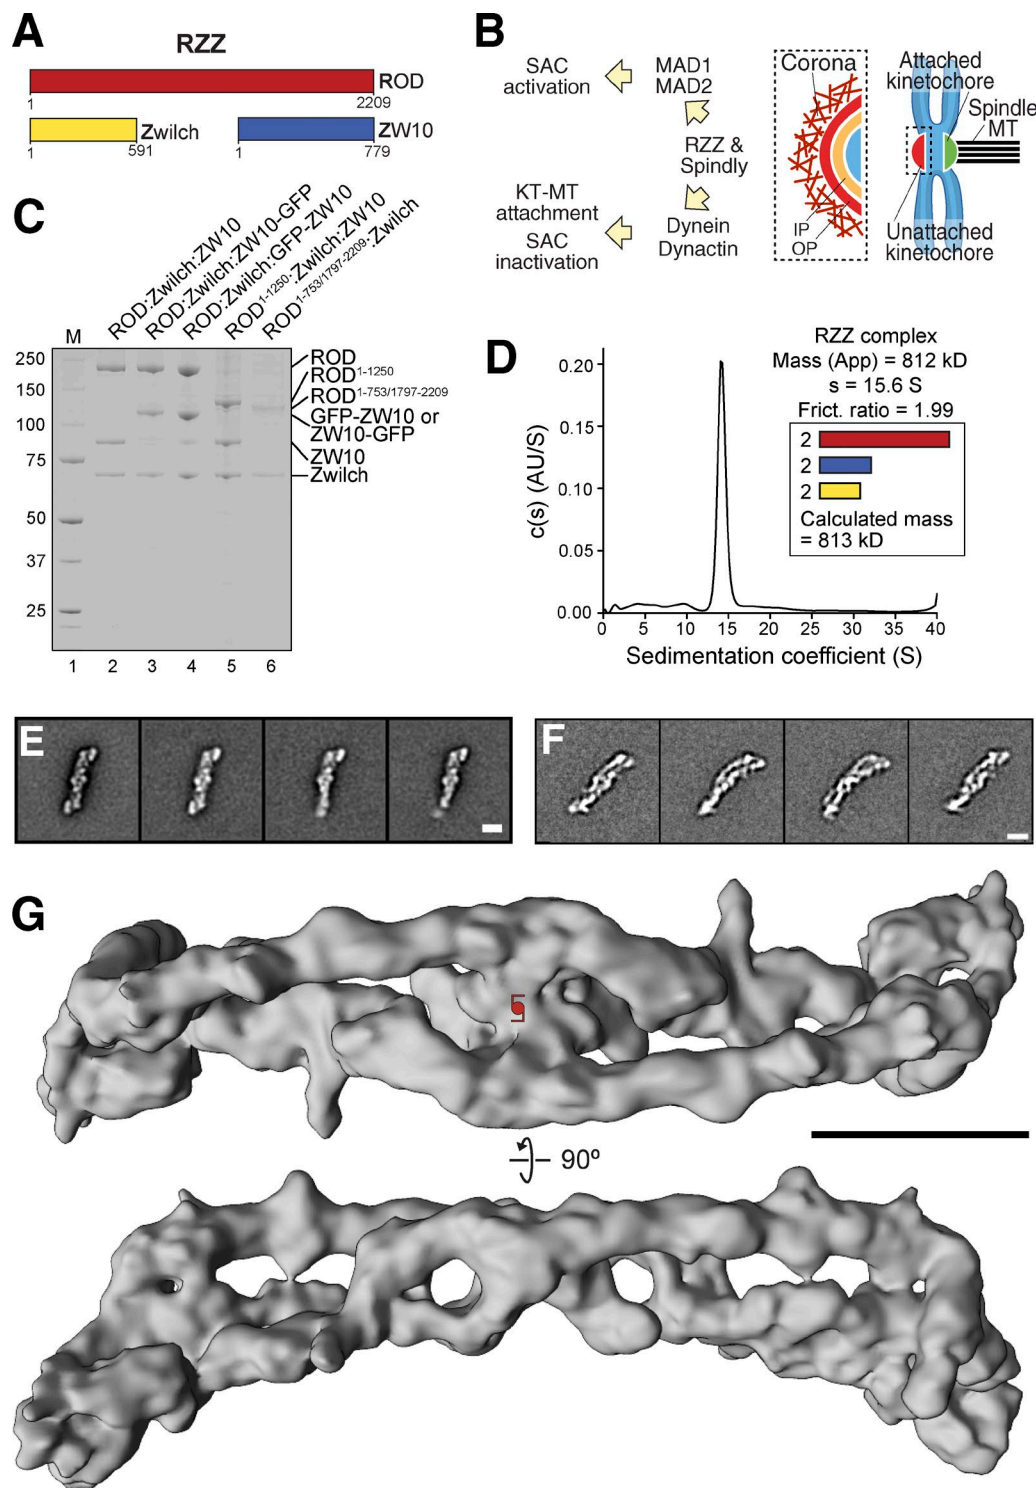 A
RZZ
ROD
1
2209
Zwilch
ZW10
1
591
1
779
B
SAC
activation
MAD1
MAD2
RZZ &
Spindly
KT-MT
attachment
SAC
inactivation
Dynein
Dynactin
Corona
IP
OP
Attached
kinetochore
Spindle
MT
Unattached
kinetochore
C
ROD:Zwilch:ZW10
ROD:Zwilch:ZW10-GFP
ROD:Zwilch:GFP-ZW10
ROD1-1250:Zwilch:ZW10
ROD1-753/1797-2209:Zwilch
M
250
150
100
75
50
37
25
ROD
ROD1-1250
ROD1-753/1797-2209
GFP-ZW10 or
ZW10-GFP
ZW10
Zwilch
1 2 3 4 5 6
D
RZZ complex
Mass (App) = 812 kD
s = 15.6 S
Frict. ratio = 1.99
2
2
2
Calculated mass
= 813 kD
c(s) (AU/S)
0.20
0.15
0.10
0.05
0.00
0 5 10 15 20 25 30 35 40
Sedimentation coefficient (S)
E
F
G
90º